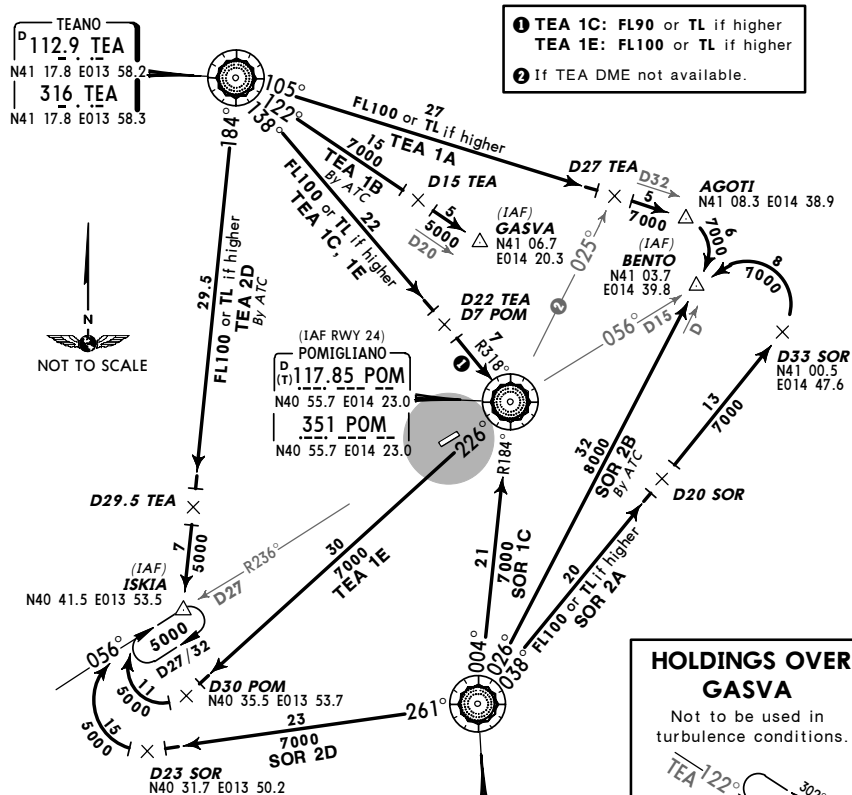 TEANO
D 112.9 TEA
N41 17.8 E013 58.2
316 TEA
N41 17.8 E013 58.3
❶ TEA 1C: FL90 or TL if higher
TEA 1E: FL100 or TL if higher
❷ If TEA DME not available.
105°
122°
138°
184°
27
FL100 or TL if higher
TEA 1A
15
7000
TEA 1B
By ATC
22
FL100 or TL if higher
TEA 1C, 1E
29.5
FL100 or TL if higher
TEA 2D
By ATC
D15 TEA
5
5000
D20
(IAF)
GASVA
N41 06.7
E014 20.3
D27 TEA
D32
5
7000
AGOTI
N41 08.3 E014 38.9
6
7000
(IAF)
BENTO
N41 03.7
E014 39.8
8
7000
D33 SOR
N41 00.5
E014 47.6
025°
❷
056°
D15
D
N
NOT TO SCALE
D22 TEA
D7 POM
7
R318°
❶
(IAF RWY 24)
POMIGLIANO
D
(T) 117.85 POM
N40 55.7 E014 23.0
351 POM
N40 55.7 E014 23.0
226°
R184°
13
7000
D20 SOR
32
8000
SOR 2B
By ATC
20
FL100 or TL if higher
SOR 2A
21
7000
SOR 1C
30
7000
TEA 1E
D29.5 TEA
7
5000
R236°
D27
(IAF)
ISKIA
N40 41.5 E013 53.5
5000
D27/32
056°
11
5000
D30 POM
N40 35.5 E013 53.7
15
5000
23
7000
SOR 2D
D23 SOR
N40 31.7 E013 50.2
261°
004°
026°
038°
HOLDINGS OVER
GASVA
Not to be used in
turbulence conditions.
TEA 122°
302°